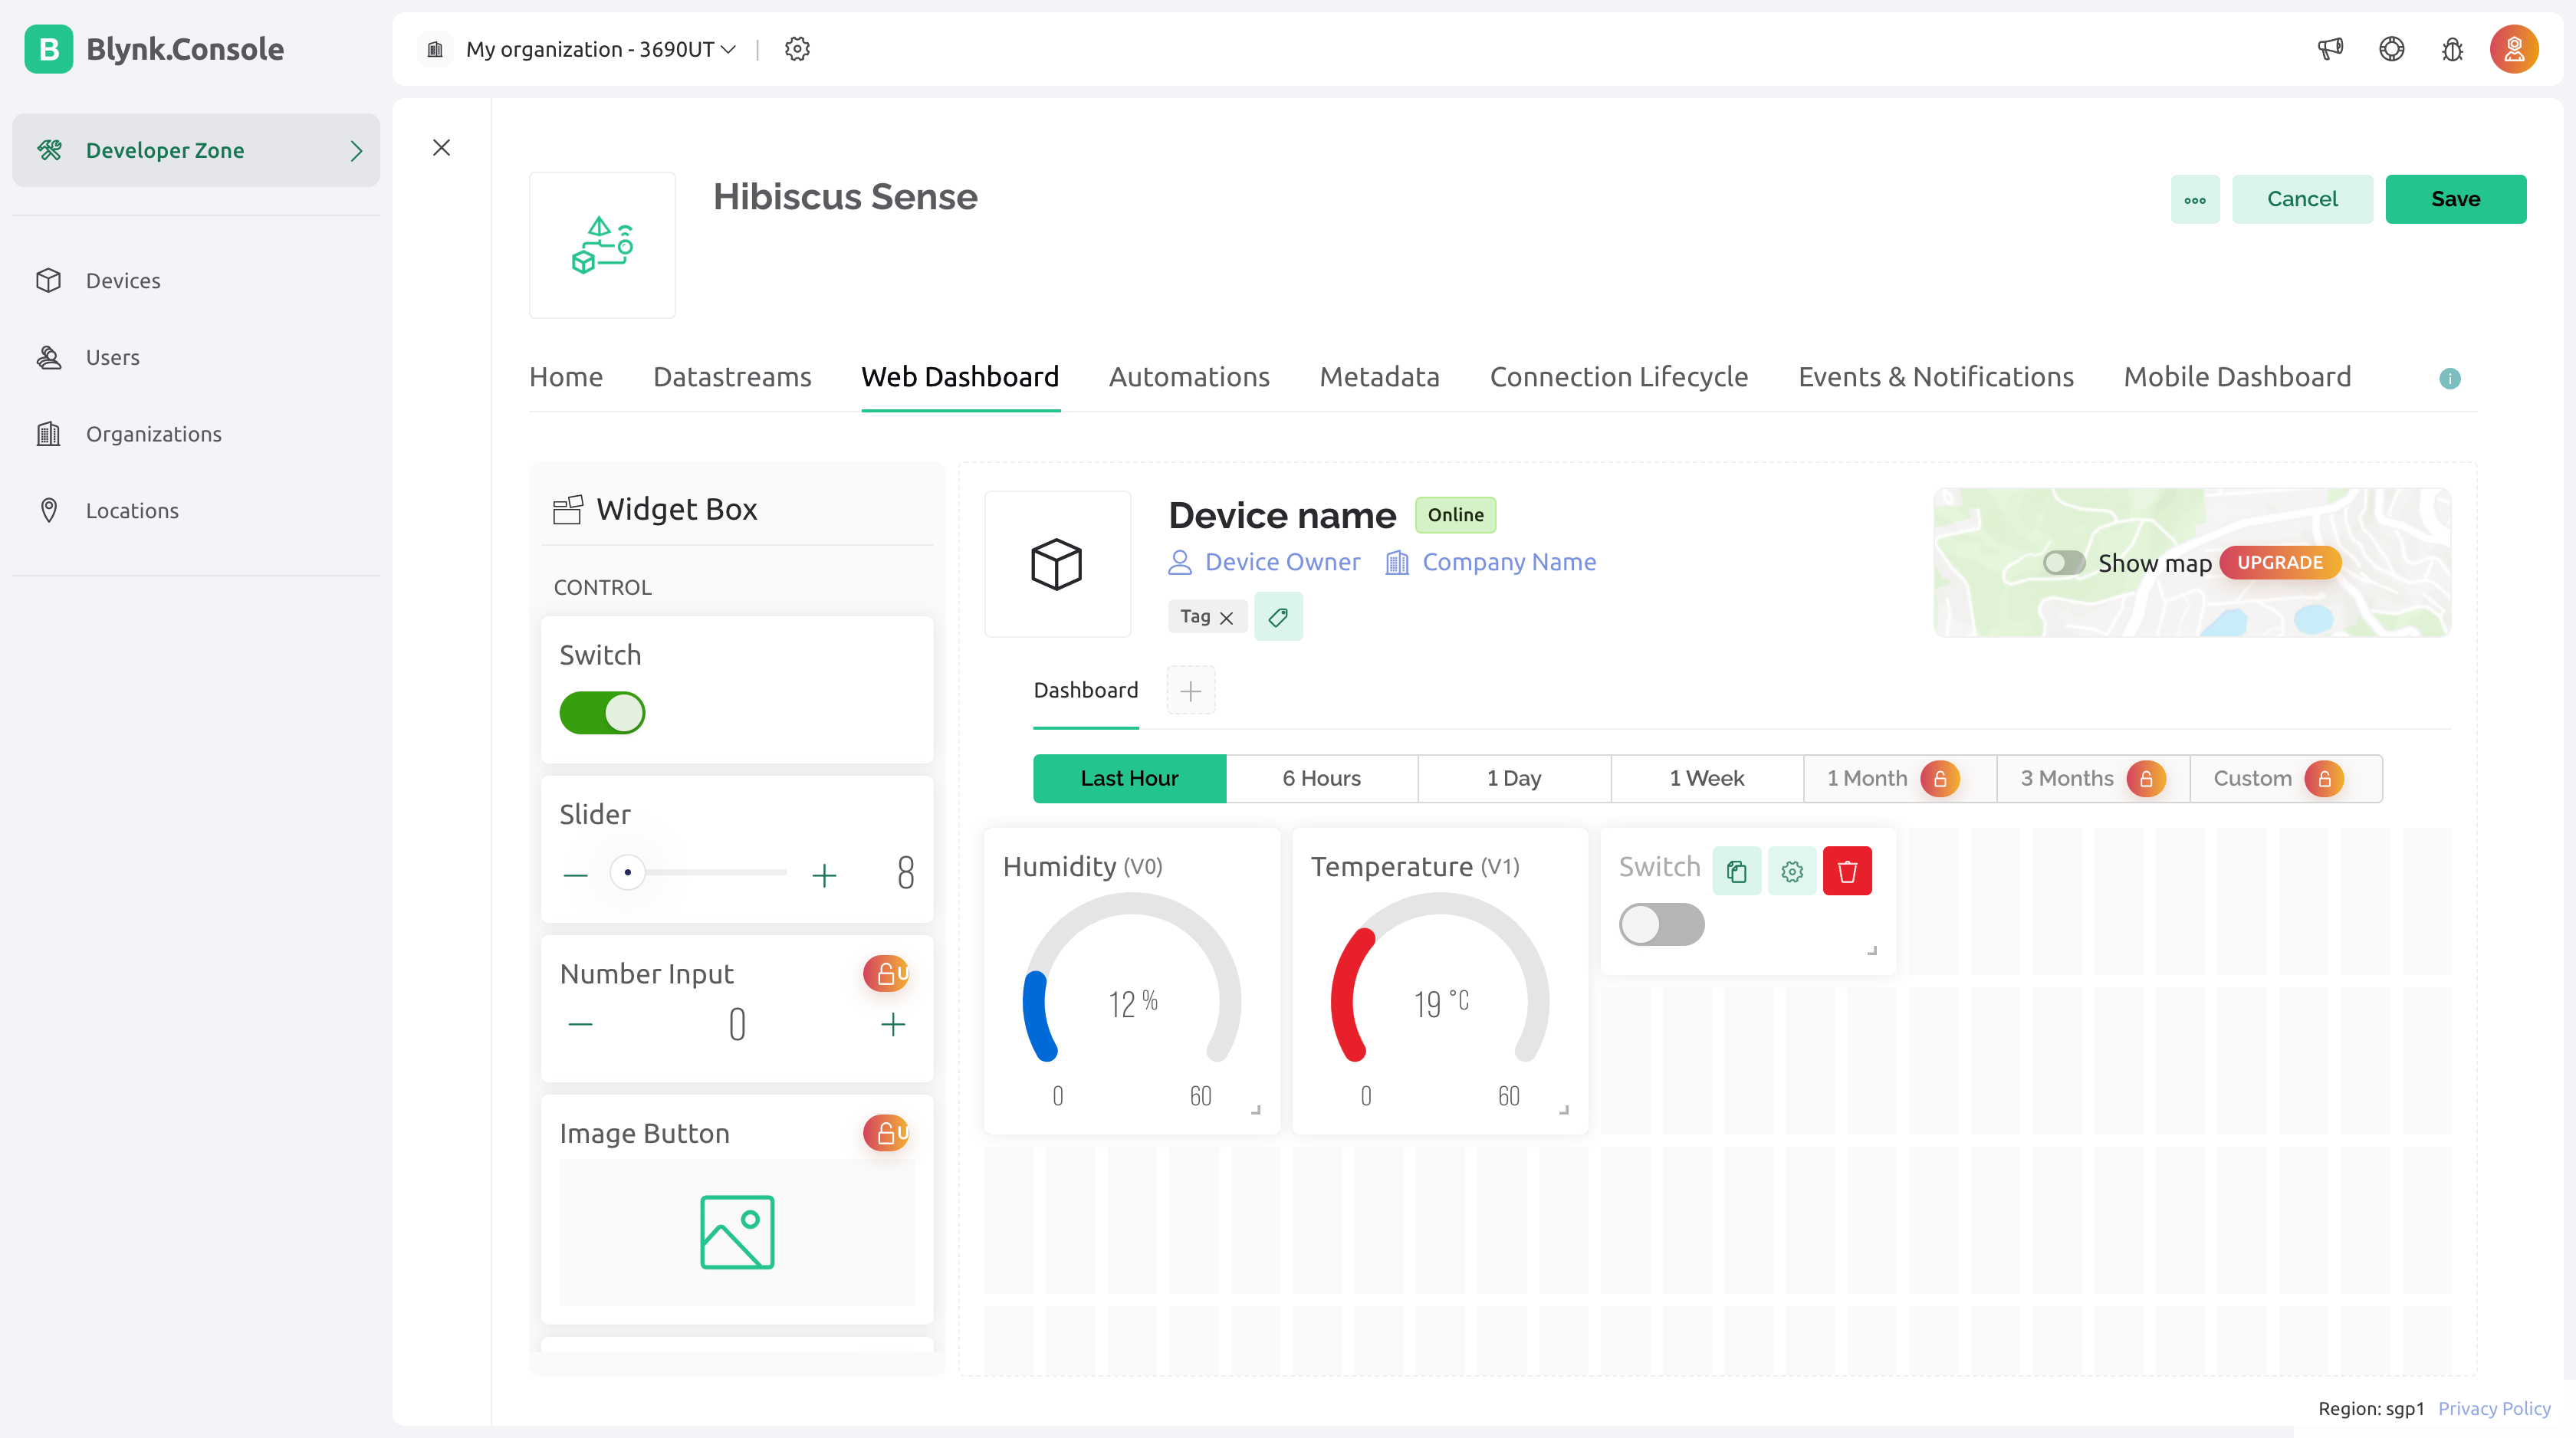 B Blynk.Console
My organization - 3690UT
Developer Zone
Devices
Users
Organizations
Locations
Hibiscus Sense
Cancel
Save
Home Datastreams Web Dashboard Automations Metadata Connection Lifecycle Events & Notifications Mobile Dashboard
Widget Box
CONTROL
Switch
Slider
8
Number Input
U
0
Image Button
U
Device name Online
Device Owner Company Name
Tag
Show map UPGRADE
Dashboard
Last Hour 6 Hours 1 Day 1 Week 1 Month 3 Months Custom
Humidity (V0)
12 %
0 60
Temperature (V1)
19 °C
0 60
Switch
Region: sgp1 Privacy Policy